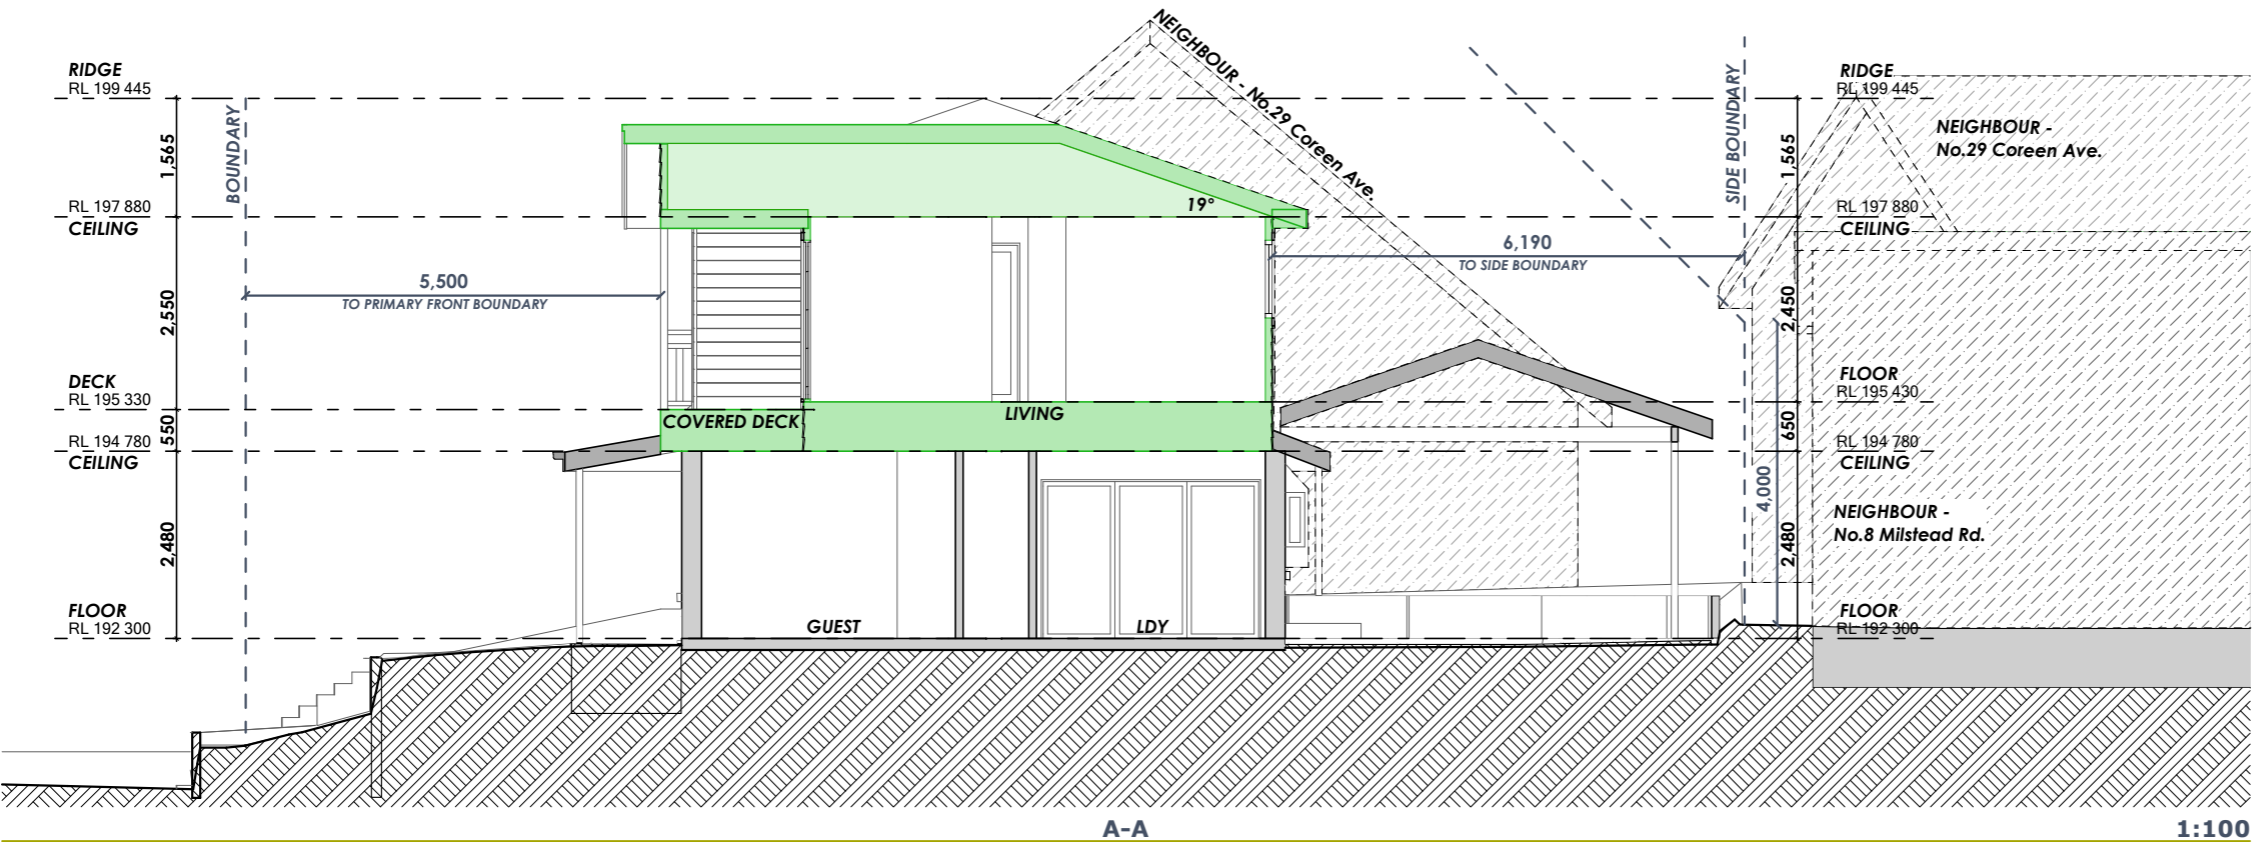 RIDGE
RL 199 445
1,565
BOUNDARY
RL 197 880
CEILING
2,550
5,500
TO PRIMARY FRONT BOUNDARY
DECK
RL 195 330
550
RL 194 780
CEILING
2,480
FLOOR
RL 192 300
NEIGHBOUR - No.29 Coreen Ave.
19°
COVERED DECK
LIVING
GUEST
LDY
6,190
TO SIDE BOUNDARY
SIDE BOUNDARY
RIDGE
RL 199 445
1,565
NEIGHBOUR -
No.29 Coreen Ave.
RL 197 880
CEILING
2,450
FLOOR
RL 195 430
650
RL 194 780
CEILING
4,000
2,480
NEIGHBOUR -
No.8 Milstead Rd.
FLOOR
RL 192 300
A-A
1:100